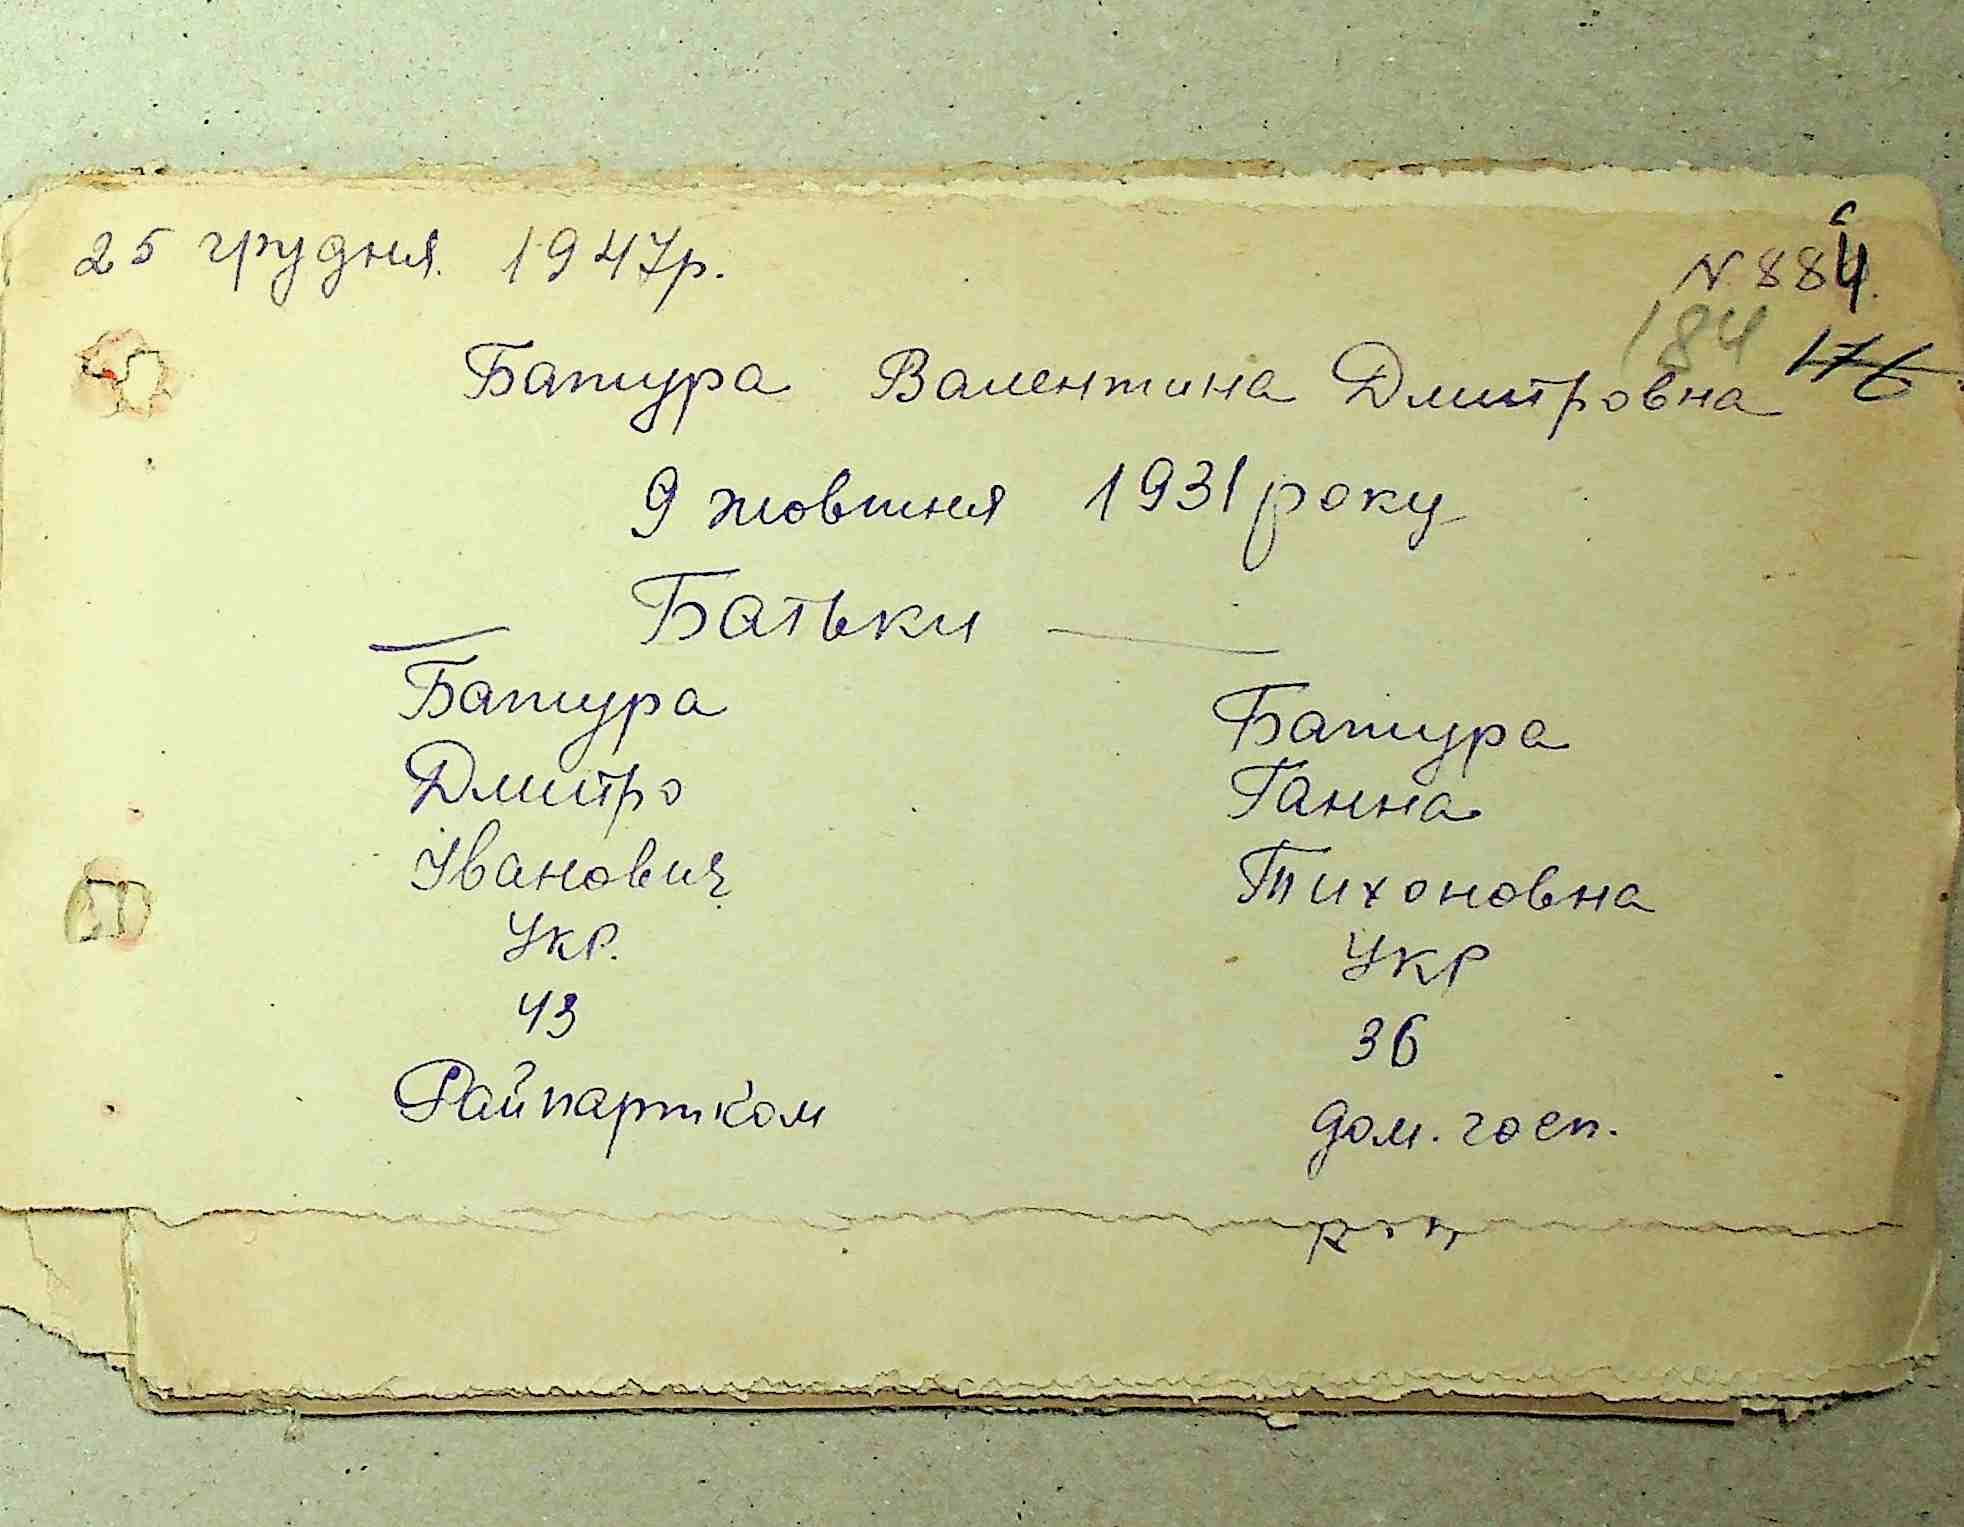 25 грудня 1947р.
N 884.
184 176
Батура Валентина Дмитровна
9 жовтня 1931 року
Батьки
Батура Батура
Дмитро Ганна
Іванович Тихоновна
Укр. Укр
43 36
Райпартком дом. госп.